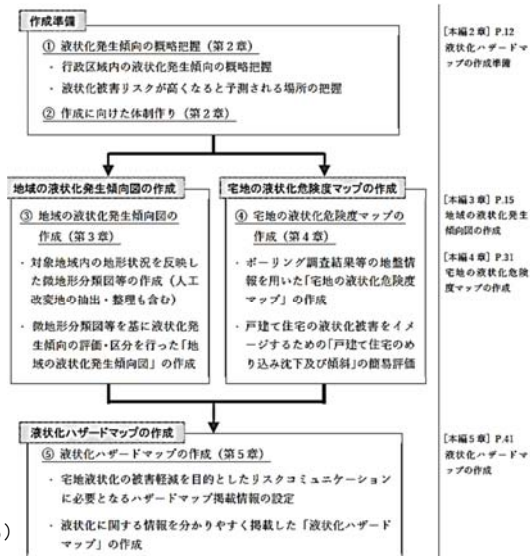 作成準備
① 液状化発生傾向の概略把握（第２章）
・行政区域内の液状化発生傾向の概略把握
・液状化被害リスクが高くなると予測される場所の把握
② 作成に向けた体制作り（第２章）
［本編２章］P.12
液状化ハザードマ
ップの作成準備
地域の液状化発生傾向図の作成
③ 地域の液状化発生傾向図の
作成（第３章）
・対象地域内の地形状況を反映し
た微地形分類図等の作成（人工
改変地の抽出・整理も含む）
・微地形分類図等を基に液状化発
生傾向の評価・区分を行った「地
域の液状化発生傾向図」の作成
宅地の液状化危険度マップの作成
④ 宅地の液状化危険度マップの
作成（第４章）
・ボーリング調査結果等の地盤情
報を用いた「宅地の液状化危険度
マップ」の作成
・戸建て住宅の液状化被害をイメ
ージするための「戸建て住宅のめ
り込み沈下及び傾斜」の簡易評価
［本編３章］P.15
地域の液状化発生
傾向図の作成
［本編４章］P.31
宅地の液状化危険
度マップの作成
液状化ハザードマップの作成
⑤ 液状化ハザードマップの作成（第５章）
・宅地液状化の被害軽減を目的としたリスクコミュニケーション
に必要となるハザードマップ掲載情報の設定
・液状化に関する情報を分かりやすく掲載した「液状化ハザード
マップ」の作成
［本編５章］P.41
液状化ハザードマ
ップの作成
）